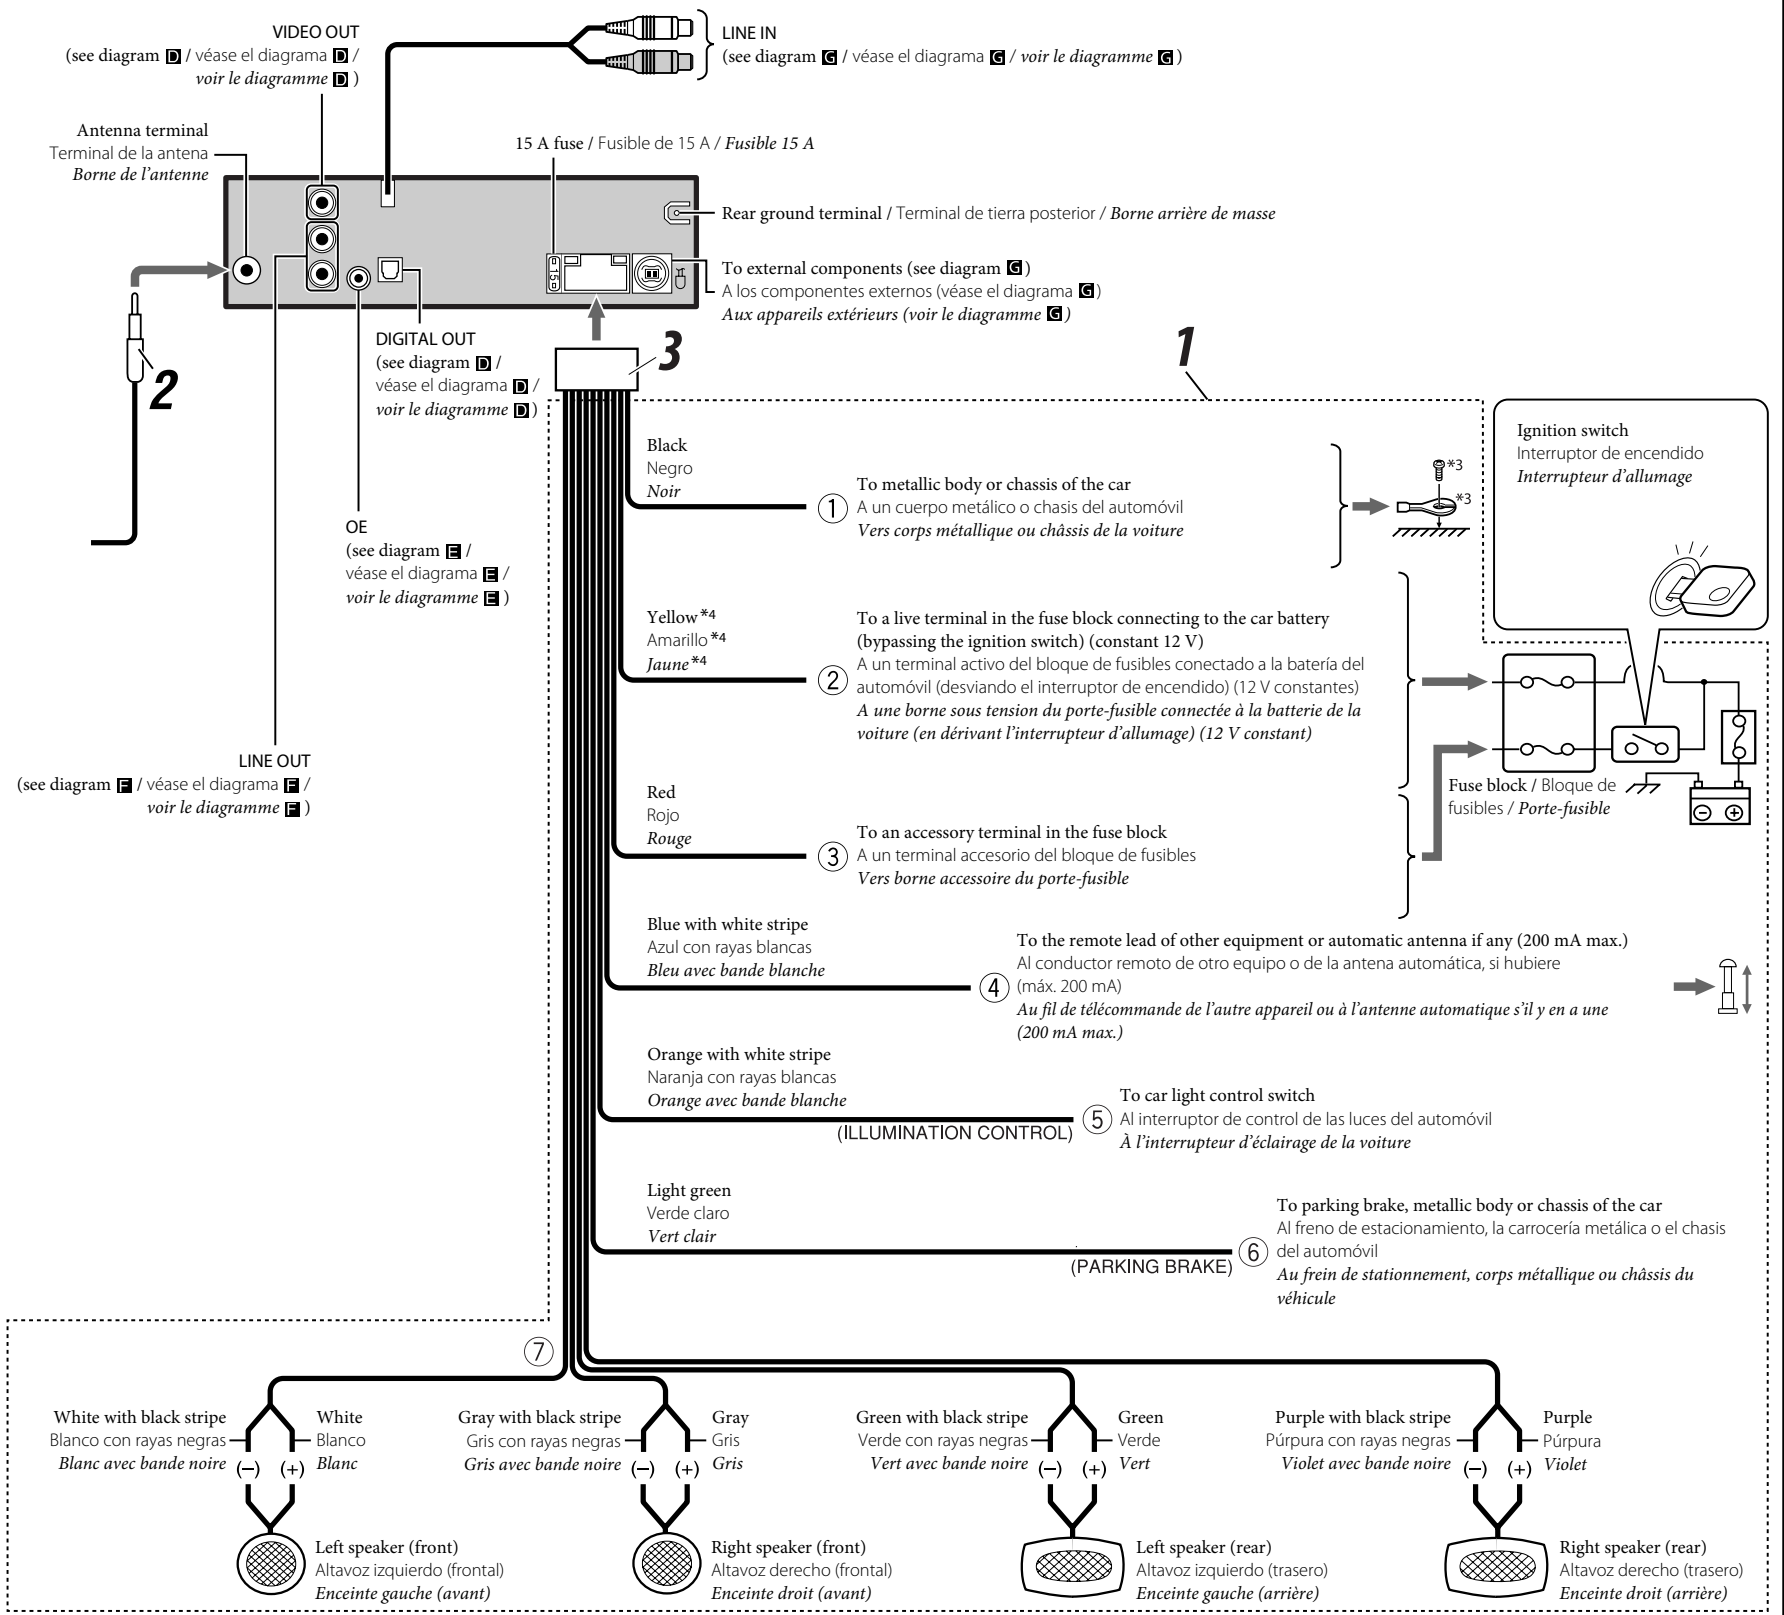 VIDEO OUT
(see diagram D / véase el diagrama D /
voir le diagramme D )
LINE IN
(see diagram G / véase el diagrama G / voir le diagramme G )
Antenna terminal
Terminal de la antena
Borne de l'antenne
15 A fuse / Fusible de 15 A / Fusible 15 A
Rear ground terminal / Terminal de tierra posterior / Borne arrière de masse
15
To external components (see diagram G )
A los componentes externos (véase el diagrama G )
Aux appareils extérieurs (voir le diagramme G )
DIGITAL OUT
(see diagram D /
véase el diagrama D /
voir le diagramme D )
2
3
1
Ignition switch
Interruptor de encendido
Interrupteur d'allumage
OE
(see diagram E /
véase el diagrama E /
voir le diagramme E )
Black
Negro
Noir
1
To metallic body or chassis of the car
A un cuerpo metálico o chasis del automóvil
Vers corps métallique ou châssis de la voiture
*3
*3
Yellow *4
Amarillo *4
Jaune *4
2
To a live terminal in the fuse block connecting to the car battery
(bypassing the ignition switch) (constant 12 V)
A un terminal activo del bloque de fusibles conectado a la batería del
automóvil (desviando el interruptor de encendido) (12 V constantes)
A une borne sous tension du porte-fusible connectée à la batterie de la
voiture (en dérivant l'interrupteur d'allumage) (12 V constant)
LINE OUT
(see diagram F / véase el diagrama F /
voir le diagramme F )
Fuse block / Bloque de
fusibles / Porte-fusible
Red
Rojo
Rouge
3
To an accessory terminal in the fuse block
A un terminal accesorio del bloque de fusibles
Vers borne accessoire du porte-fusible
Blue with white stripe
Azul con rayas blancas
Bleu avec bande blanche
4
To the remote lead of other equipment or automatic antenna if any (200 mA max.)
Al conductor remoto de otro equipo o de la antena automática, si hubiere
(máx. 200 mA)
Au fil de télécommande de l'autre appareil ou à l'antenne automatique s'il y en a une
(200 mA max.)
Orange with white stripe
Naranja con rayas blancas
Orange avec bande blanche
(ILLUMINATION CONTROL)
5
To car light control switch
Al interruptor de control de las luces del automóvil
À l'interrupteur d'éclairage de la voiture
Light green
Verde claro
Vert clair
(PARKING BRAKE)
6
To parking brake, metallic body or chassis of the car
Al freno de estacionamiento, la carrocería metálica o el chasis
del automóvil
Au frein de stationnement, corps métallique ou châssis du
véhicule
7
White with black stripe
Blanco con rayas negras
Blanc avec bande noire
(−)
(+)
White
Blanco
Blanc
Gray with black stripe
Gris con rayas negras
Gris avec bande noire
(−)
(+)
Gray
Gris
Gris
Green with black stripe
Verde con rayas negras
Vert avec bande noire
(−)
(+)
Green
Verde
Vert
Purple with black stripe
Púrpura con rayas negras
Violet avec bande noire
(−)
(+)
Purple
Púrpura
Violet
Left speaker (front)
Altavoz izquierdo (frontal)
Enceinte gauche (avant)
Right speaker (front)
Altavoz derecho (frontal)
Enceinte droit (avant)
Left speaker (rear)
Altavoz izquierdo (trasero)
Enceinte gauche (arrière)
Right speaker (rear)
Altavoz derecho (trasero)
Enceinte droit (arrière)